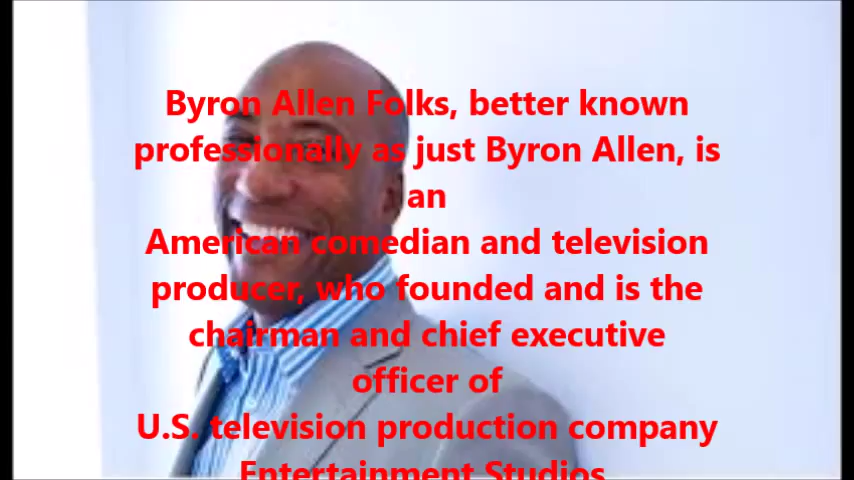 Byron Allen Folks, better known
professionally as just Byron Allen, is
an
American comedian and television
producer, who founded and is the
chairman and chief executive
officer of
U.S. television production company
Entertainment Studios